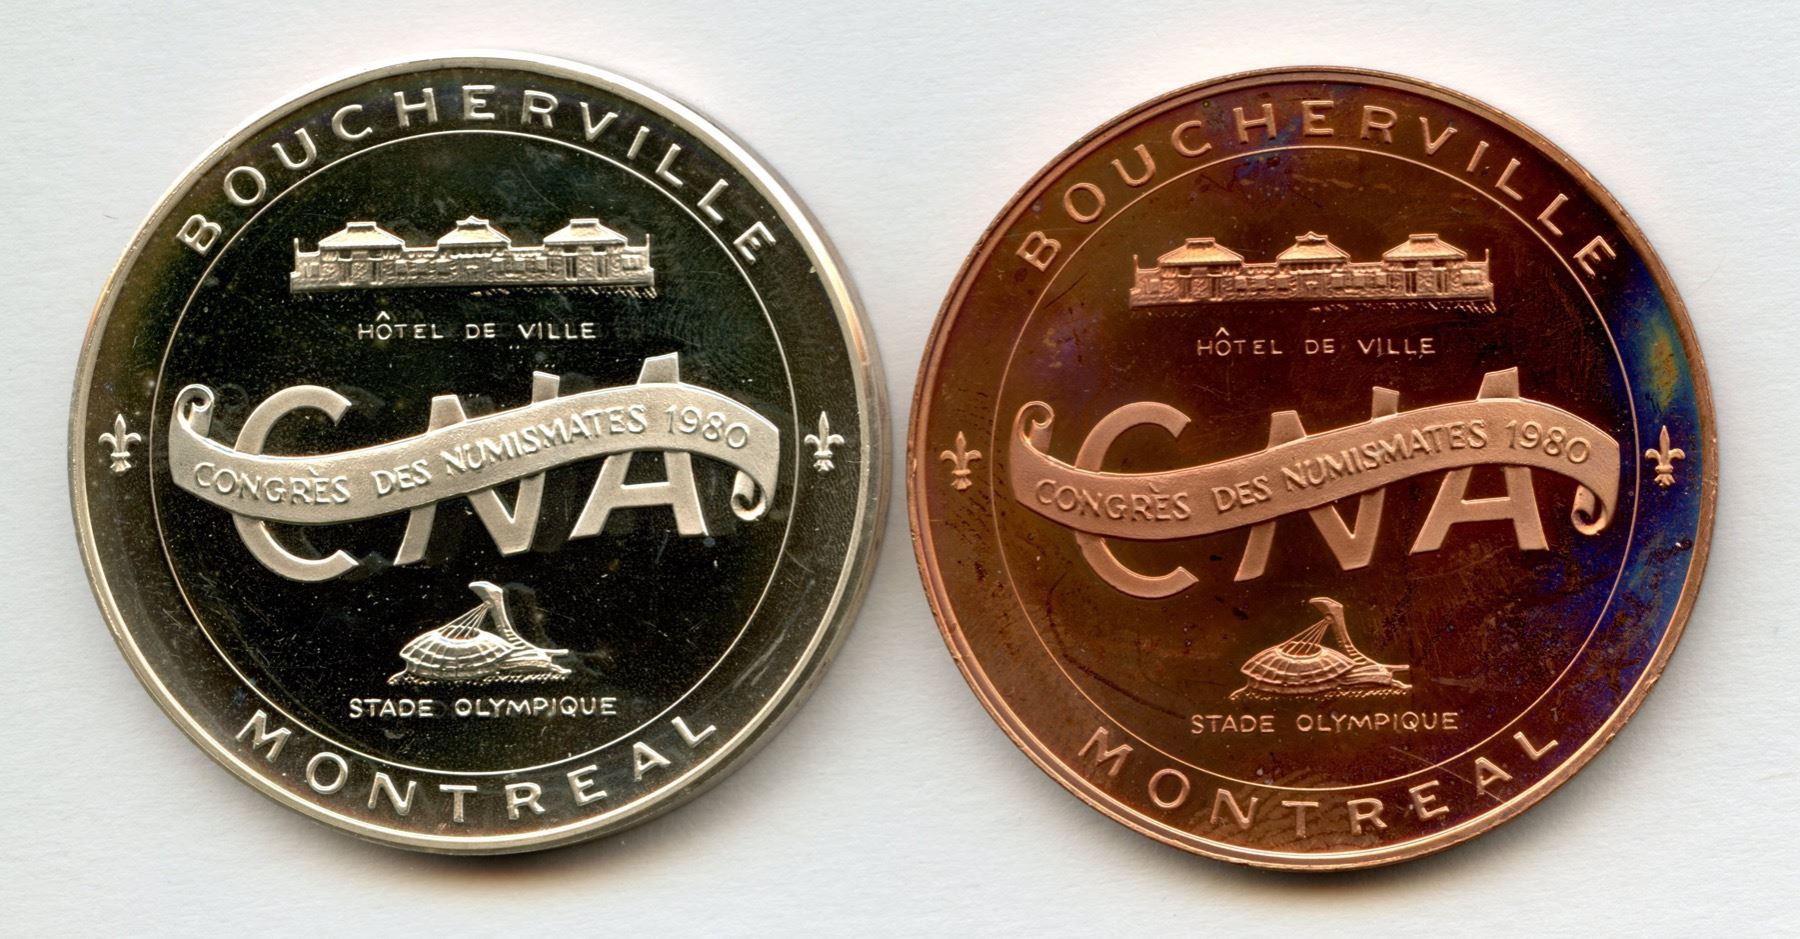 BOUCHERVILLE
HÔTEL DE VILLE
CNA
CONGRÈS DES NUMISMATES 1980
STADE OLYMPIQUE
MONTREAL
BOUCHERVILLE
HÔTEL DE VILLE
CNA
CONGRÈS DES NUMISMATES 1980
STADE OLYMPIQUE
MONTREAL